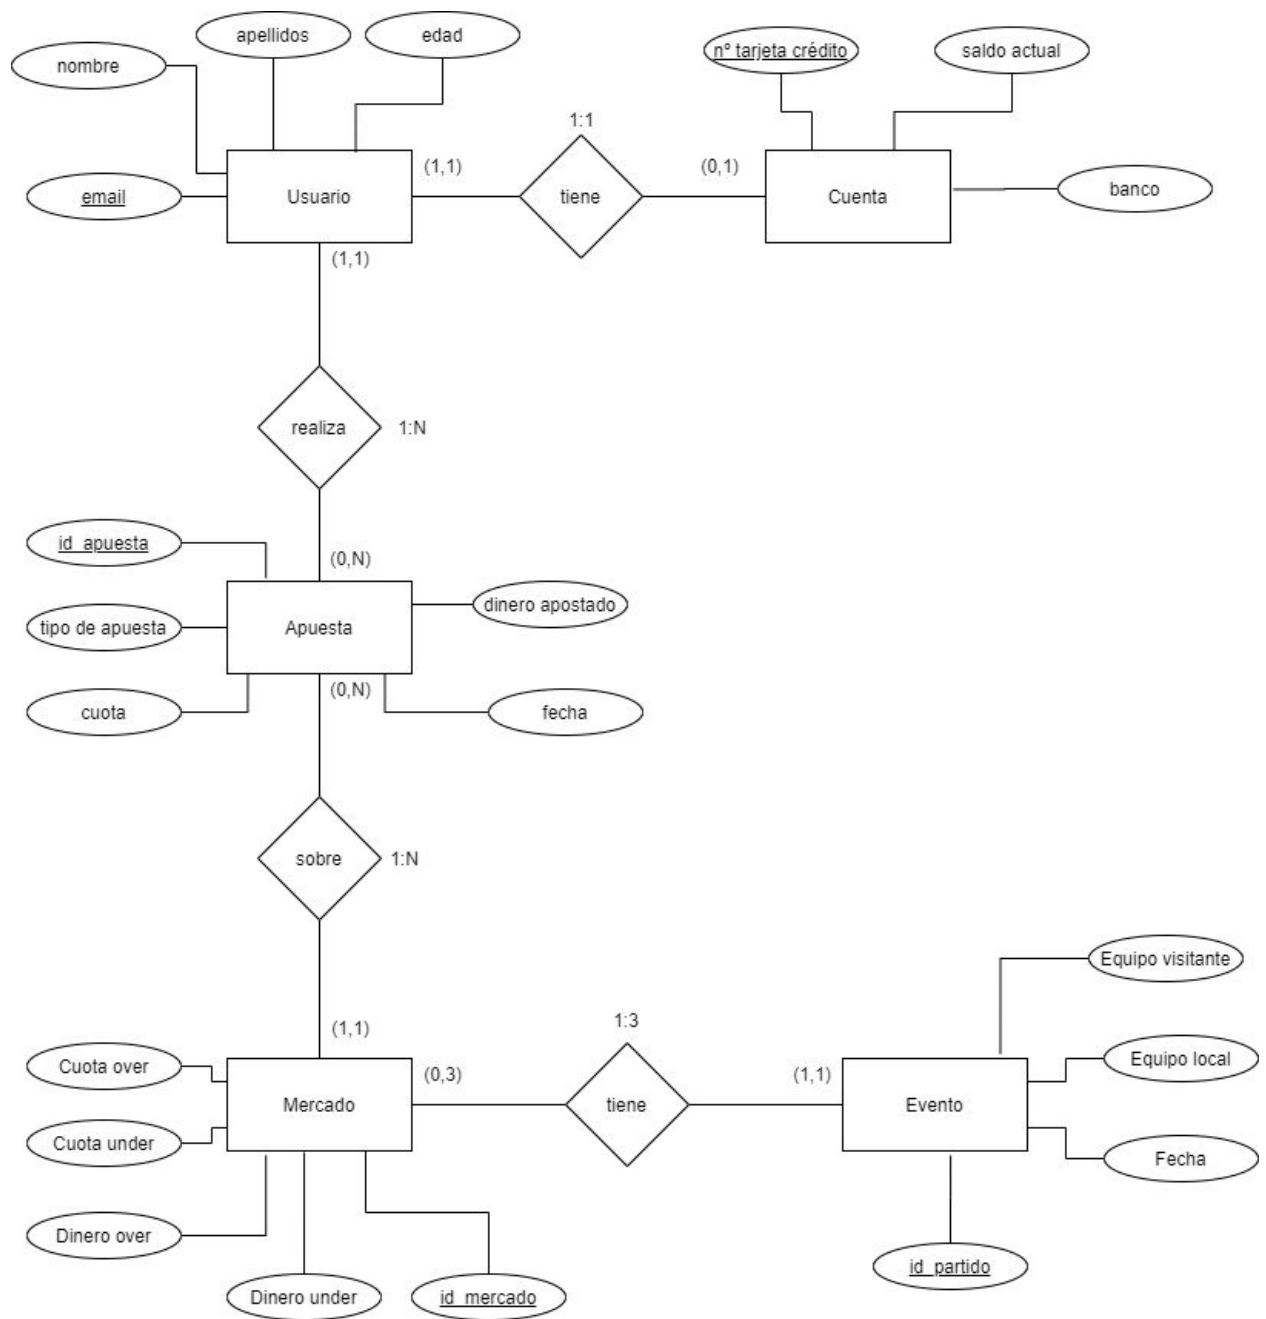 apellidos
edad
nombre
nº tarjeta crédito
saldo actual
1:1
(1,1)
(0,1)
email
Usuario
tiene
Cuenta
banco
(1,1)
realiza
1:N
id_apuesta
(0,N)
dinero apostado
tipo de apuesta
Apuesta
(0,N)
cuota
fecha
sobre
1:N
Equipo visitante
1:3
(1,1)
Cuota over
(0,3)
(1,1)
Equipo local
Mercado
tiene
Evento
Cuota under
Fecha
Dinero over
id_partido
Dinero under
id_mercado